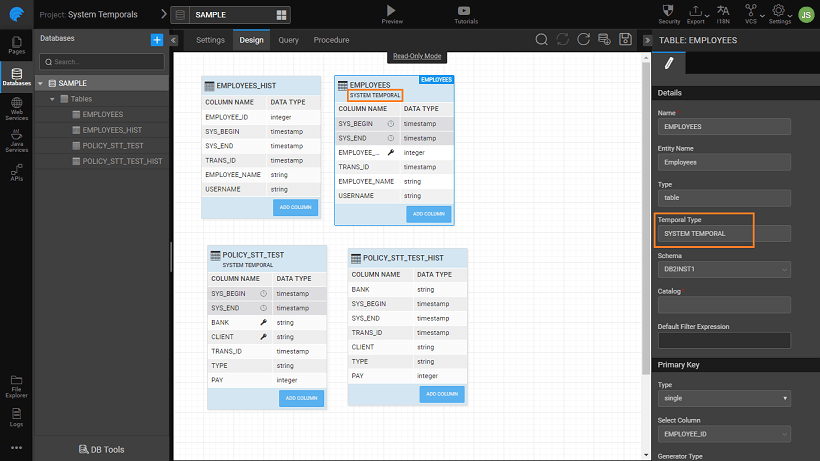 Project: System Temporals
SAMPLE
Preview
Tutorials
Security
Export
I18N
VCS
Settings
JS
Pages
Databases
Web
Services
Java
Services
APIs
File
Explorer
Logs
Databases
Search...
SAMPLE
Tables
EMPLOYEES
EMPLOYEES_HIST
POLICY_STT_TEST
POLICY_STT_TEST_HIST
DB Tools
Settings
Design
Query
Procedure
Read-Only Mode
EMPLOYEES_HIST
COLUMN NAME DATA TYPE
EMPLOYEE_ID integer
SYS_BEGIN timestamp
SYS_END timestamp
TRANS_ID timestamp
EMPLOYEE_NAME string
USERNAME string
ADD COLUMN
EMPLOYEES
EMPLOYEES
SYSTEM TEMPORAL
COLUMN NAME DATA TYPE
SYS_BEGIN timestamp
SYS_END timestamp
EMPLOYEE_... integer
TRANS_ID timestamp
EMPLOYEE_NAME string
USERNAME string
ADD COLUMN
POLICY_STT_TEST
SYSTEM TEMPORAL
COLUMN NAME DATA TYPE
SYS_BEGIN timestamp
SYS_END timestamp
BANK string
CLIENT string
TRANS_ID timestamp
TYPE string
PAY integer
ADD COLUMN
POLICY_STT_TEST_HIST
COLUMN NAME DATA TYPE
BANK string
SYS_BEGIN timestamp
SYS_END timestamp
TRANS_ID timestamp
CLIENT string
TYPE string
PAY integer
ADD COLUMN
TABLE: EMPLOYEES
Details
Name
EMPLOYEES
Entity Name
Employees
Type
table
Temporal Type
SYSTEM TEMPORAL
Schema
DB2INST1
Catalog
Default Filter Expression
Primary Key
Type
single
Select Column
EMPLOYEE_ID
Generator Type